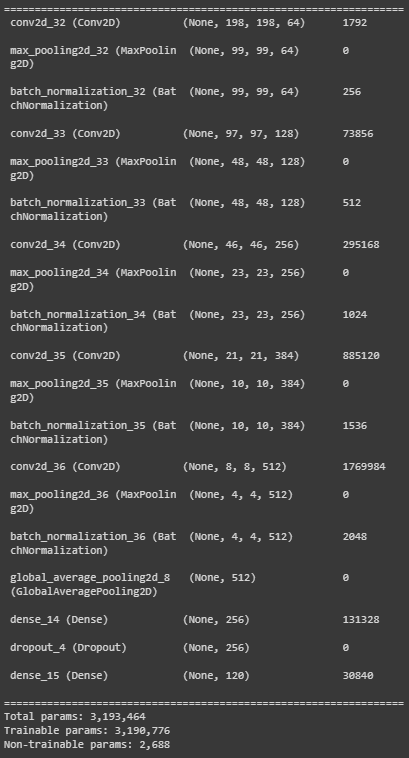 =================================================================
conv2d_32 (Conv2D) (None, 198, 198, 64) 1792
max_pooling2d_32 (MaxPoolin (None, 99, 99, 64) 0
g2D)
batch_normalization_32 (Bat (None, 99, 99, 64) 256
chNormalization)
conv2d_33 (Conv2D) (None, 97, 97, 128) 73856
max_pooling2d_33 (MaxPoolin (None, 48, 48, 128) 0
g2D)
batch_normalization_33 (Bat (None, 48, 48, 128) 512
chNormalization)
conv2d_34 (Conv2D) (None, 46, 46, 256) 295168
max_pooling2d_34 (MaxPoolin (None, 23, 23, 256) 0
g2D)
batch_normalization_34 (Bat (None, 23, 23, 256) 1024
chNormalization)
conv2d_35 (Conv2D) (None, 21, 21, 384) 885120
max_pooling2d_35 (MaxPoolin (None, 10, 10, 384) 0
g2D)
batch_normalization_35 (Bat (None, 10, 10, 384) 1536
chNormalization)
conv2d_36 (Conv2D) (None, 8, 8, 512) 1769984
max_pooling2d_36 (MaxPoolin (None, 4, 4, 512) 0
g2D)
batch_normalization_36 (Bat (None, 4, 4, 512) 2048
chNormalization)
global_average_pooling2d_8 (None, 512) 0
(GlobalAveragePooling2D)
dense_14 (Dense) (None, 256) 131328
dropout_4 (Dropout) (None, 256) 0
dense_15 (Dense) (None, 120) 30840
=================================================================
Total params: 3,193,464
Trainable params: 3,190,776
Non-trainable params: 2,688